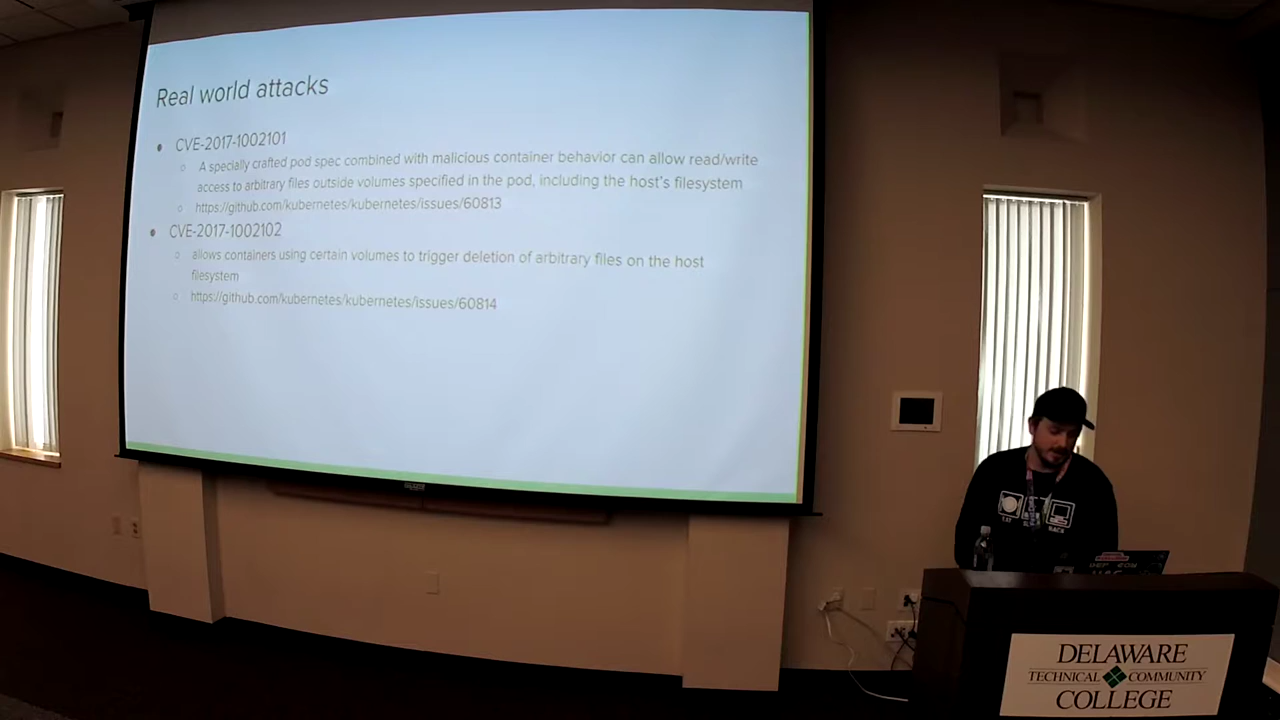 Real world attacks
CVE-2017-1002101
A specially crafted pod spec combined with malicious container behavior can allow read/write
access to arbitrary files outside volumes specified in the pod, including the host's filesystem
https://github.com/kubernetes/kubernetes/issues/60813
CVE-2017-1002102
allows containers using certain volumes to trigger deletion of arbitrary files on the host
filesystem
https://github.com/kubernetes/kubernetes/issues/60814
EAT
HACK
DELAWARE
TECHNICAL COMMUNITY
COLLEGE